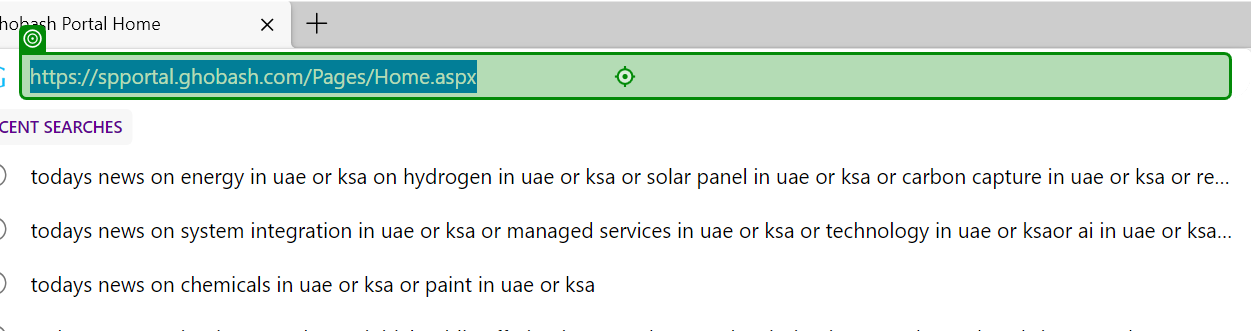 hobash Portal Home
https://spportal.ghobash.com/Pages/Home.aspx
CENT SEARCHES
todays news on energy in uae or ksa on hydrogen in uae or ksa or solar panel in uae or ksa or carbon capture in uae or ksa or re...
todays news on system integration in uae or ksa or managed services in uae or ksa or technology in uae or ksaor ai in uae or ksa...
todays news on chemicals in uae or ksa or paint in uae or ksa